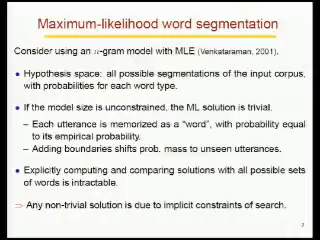 Maximum-likelihood word segmentation
Consider using an n-gram model with MLE (Venkataraman, 2001).
• Hypothesis space: all possible segmentations of the input corpus,
with probabilities for each word type.
• If the model size is unconstrained, the ML solution is trivial.
– Each utterance is memorized as a “word”, with probability equal
to its empirical probability.
– Adding boundaries shifts prob. mass to unseen utterances.
• Explicitly computing and comparing solutions with all possible sets
of words is intractable.
⇒ Any non-trivial solution is due to implicit constraints of search.